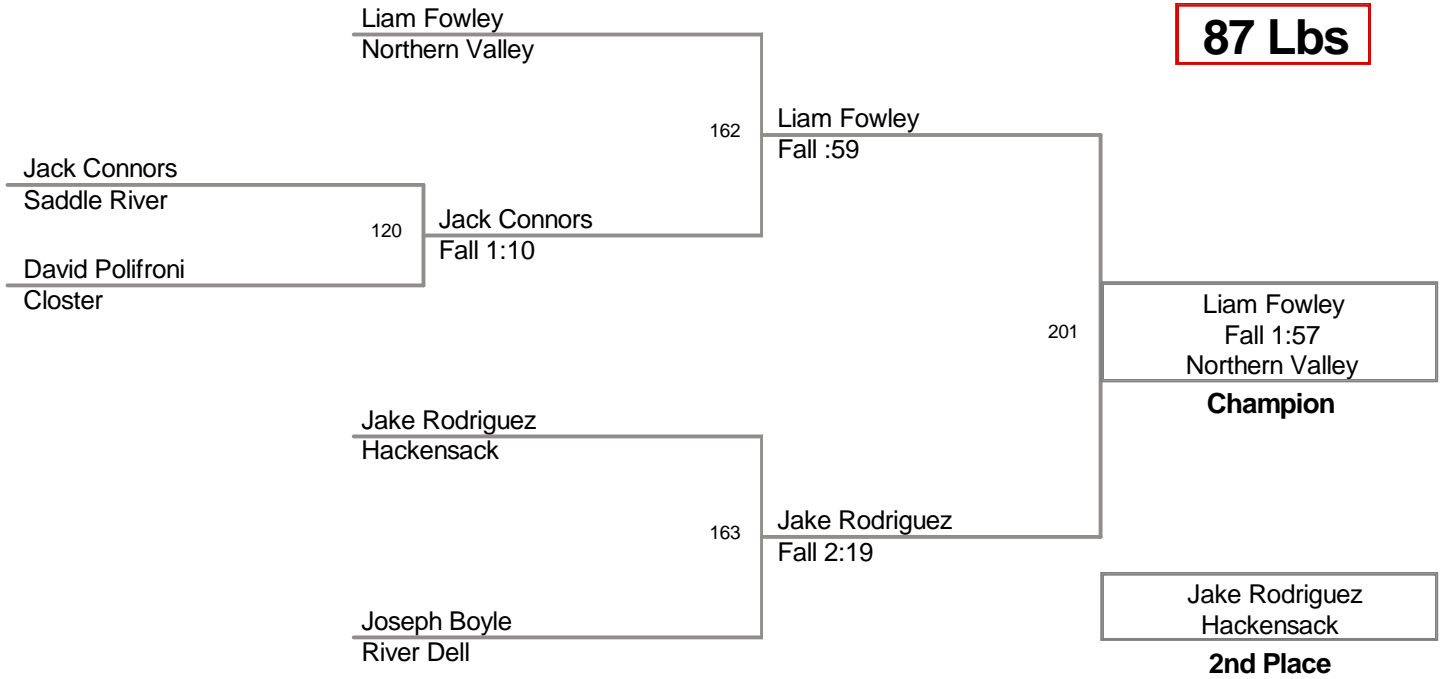 Liam Fowley
Northern Valley
87 Lbs
162
Liam Fowley
Fall :59
Jack Connors
Saddle River
120
Jack Connors
Fall 1:10
David Polifroni
Closter
201
Liam Fowley
Fall 1:57
Northern Valley
Champion
Jake Rodriguez
Hackensack
163
Jake Rodriguez
Fall 2:19
Joseph Boyle
River Dell
Jake Rodriguez
Hackensack
2nd Place